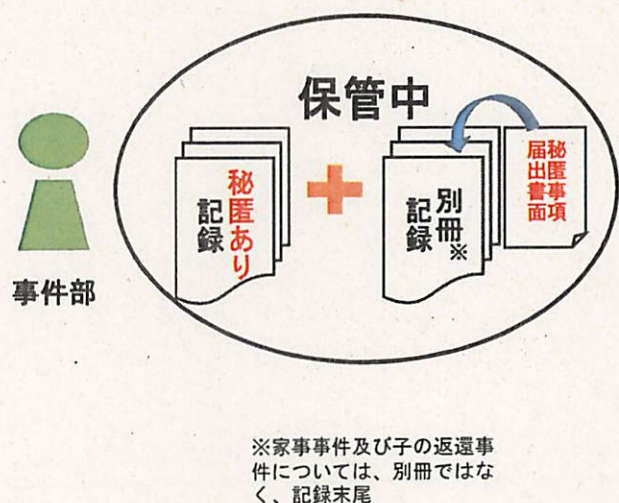 保管中
秘匿あり
記録
別冊※
記録
秘匿事項
届出書面
事件部
※家事事件及び子の返還事
件については、別冊ではな
く、記録末尾